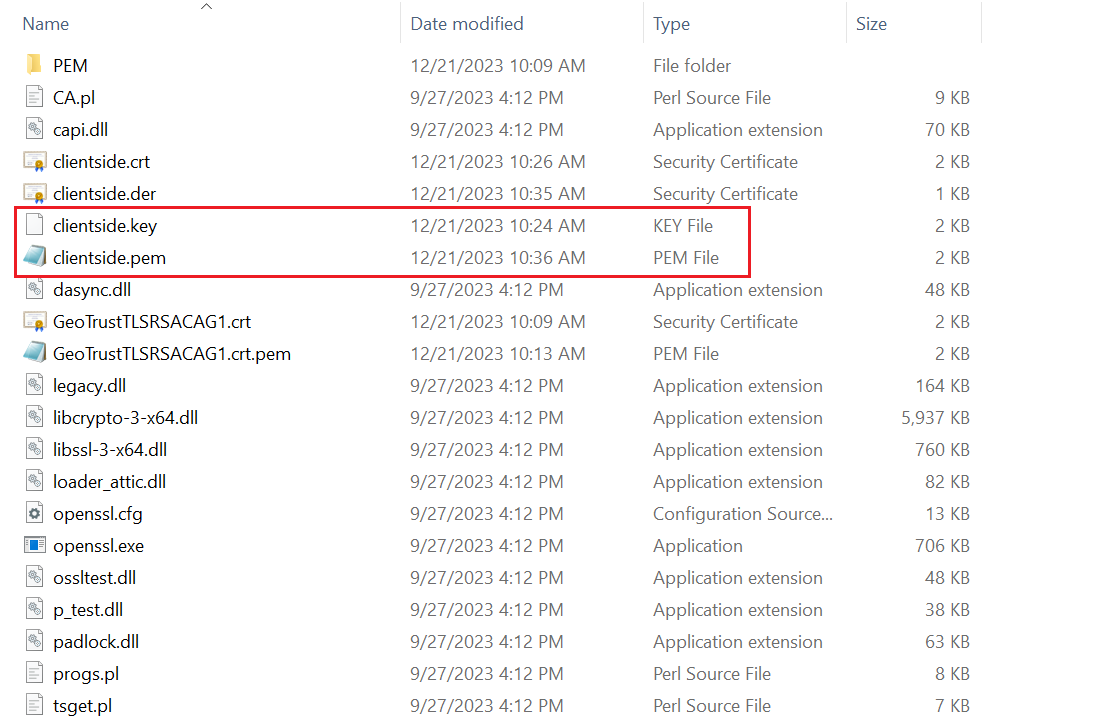 Name Date modified Type Size
PEM 12/21/2023 10:09 AM File folder
CA.pl 9/27/2023 4:12 PM Perl Source File 9 KB
capi.dll 9/27/2023 4:12 PM Application extension 70 KB
clientside.crt 12/21/2023 10:26 AM Security Certificate 2 KB
clientside.der 12/21/2023 10:35 AM Security Certificate 1 KB
clientside.key 12/21/2023 10:24 AM KEY File 2 KB
clientside.pem 12/21/2023 10:36 AM PEM File 2 KB
dasync.dll 9/27/2023 4:12 PM Application extension 48 KB
GeoTrustTLSRSACAG1.crt 12/21/2023 10:09 AM Security Certificate 2 KB
GeoTrustTLSRSACAG1.crt.pem 12/21/2023 10:13 AM PEM File 2 KB
legacy.dll 9/27/2023 4:12 PM Application extension 164 KB
libcrypto-3-x64.dll 9/27/2023 4:12 PM Application extension 5,937 KB
libssl-3-x64.dll 9/27/2023 4:12 PM Application extension 760 KB
loader_attic.dll 9/27/2023 4:12 PM Application extension 82 KB
openssl.cfg 9/27/2023 4:12 PM Configuration Source... 13 KB
openssl.exe 9/27/2023 4:12 PM Application 706 KB
ossltest.dll 9/27/2023 4:12 PM Application extension 48 KB
p_test.dll 9/27/2023 4:12 PM Application extension 38 KB
padlock.dll 9/27/2023 4:12 PM Application extension 63 KB
progs.pl 9/27/2023 4:12 PM Perl Source File 8 KB
tsget.pl 9/27/2023 4:12 PM Perl Source File 7 KB